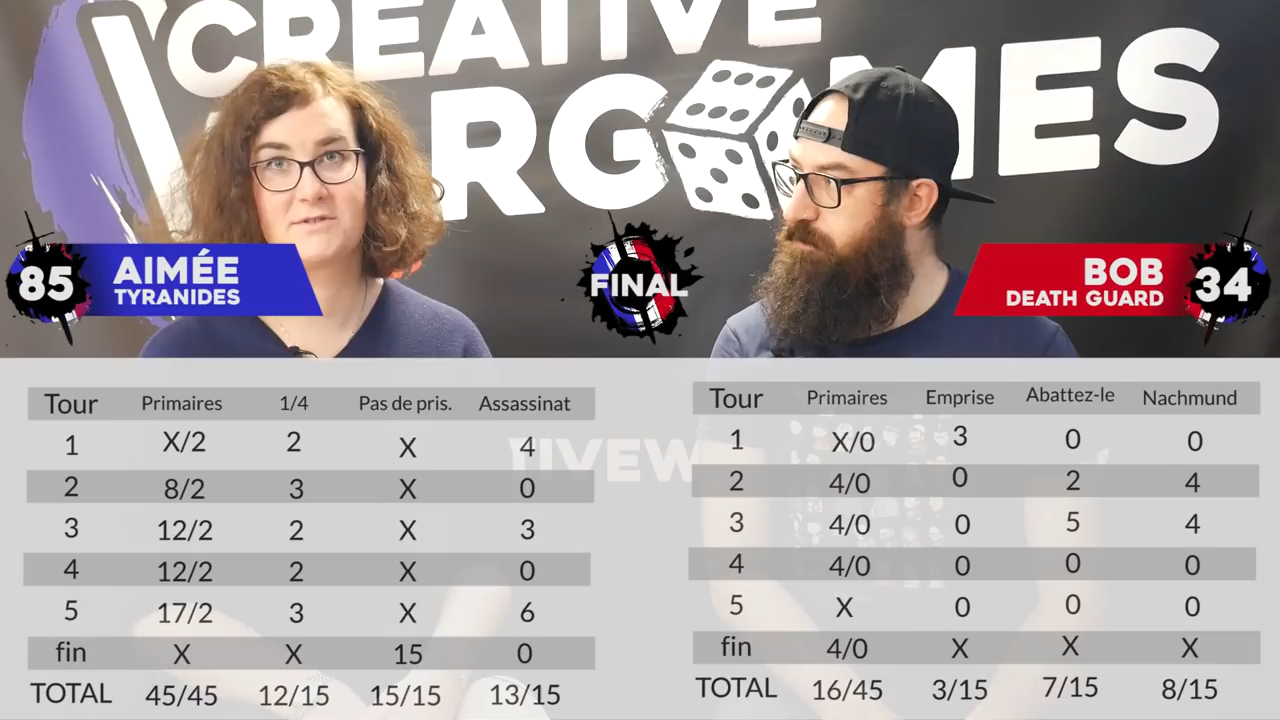 CREATIVE
WARGAMES
85
AIMÉE
TYRANIDES
FINAL
BOB
DEATH GUARD
34
Tour Primaires 1/4 Pas de pris. Assassinat
1 X/2 2 X 4
2 8/2 3 X 0
3 12/2 2 X 3
4 12/2 2 X 0
5 17/2 3 X 6
fin X X 15 0
TOTAL 45/45 12/15 15/15 13/15
Tour Primaires Emprise Abattez-le Nachmund
1 X/0 3 0 0
2 4/0 0 2 4
3 4/0 0 5 4
4 4/0 0 0 0
5 X 0 0 0
fin 4/0 X X X
TOTAL 16/45 3/15 7/15 8/15